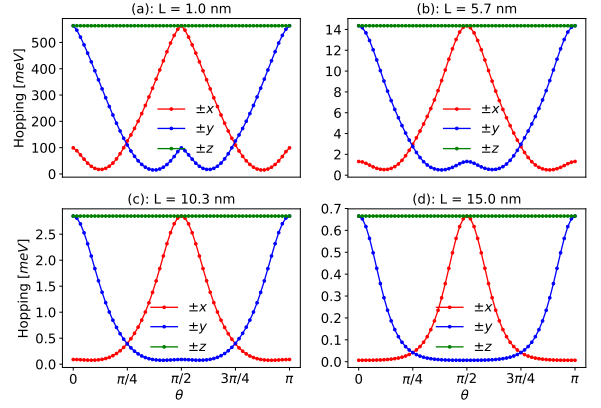 (a): L = 1.0 nm
(b): L = 5.7 nm
Hopping [meV]
500
400
300
200
100
0
±x
±y
±z
14
12
10
8
6
4
2
0
±x
±y
±z
(c): L = 10.3 nm
(d): L = 15.0 nm
Hopping [meV]
2.5
2.0
1.5
1.0
0.5
0.0
±x
±y
±z
0 π/4 π/2 3π/4 π
θ
0.7
0.6
0.5
0.4
0.3
0.2
0.1
0.0
±x
±y
±z
0 π/4 π/2 3π/4 π
θ